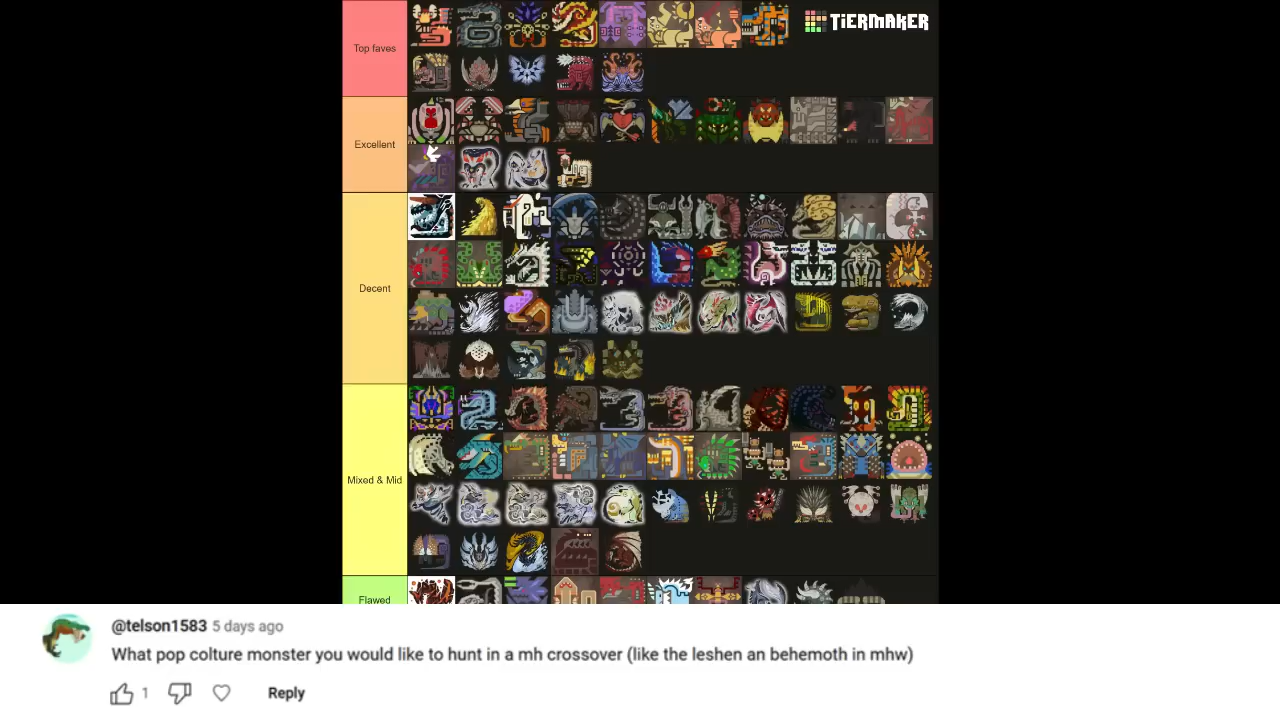 TIERMAKER
Top faves
Excellent
Decent
Mixed & Mid
Flawed
@telson1583 5 days ago
What pop colture monster you would like to hunt in a mh crossover (like the leshen an behemoth in mhw)
1 Reply